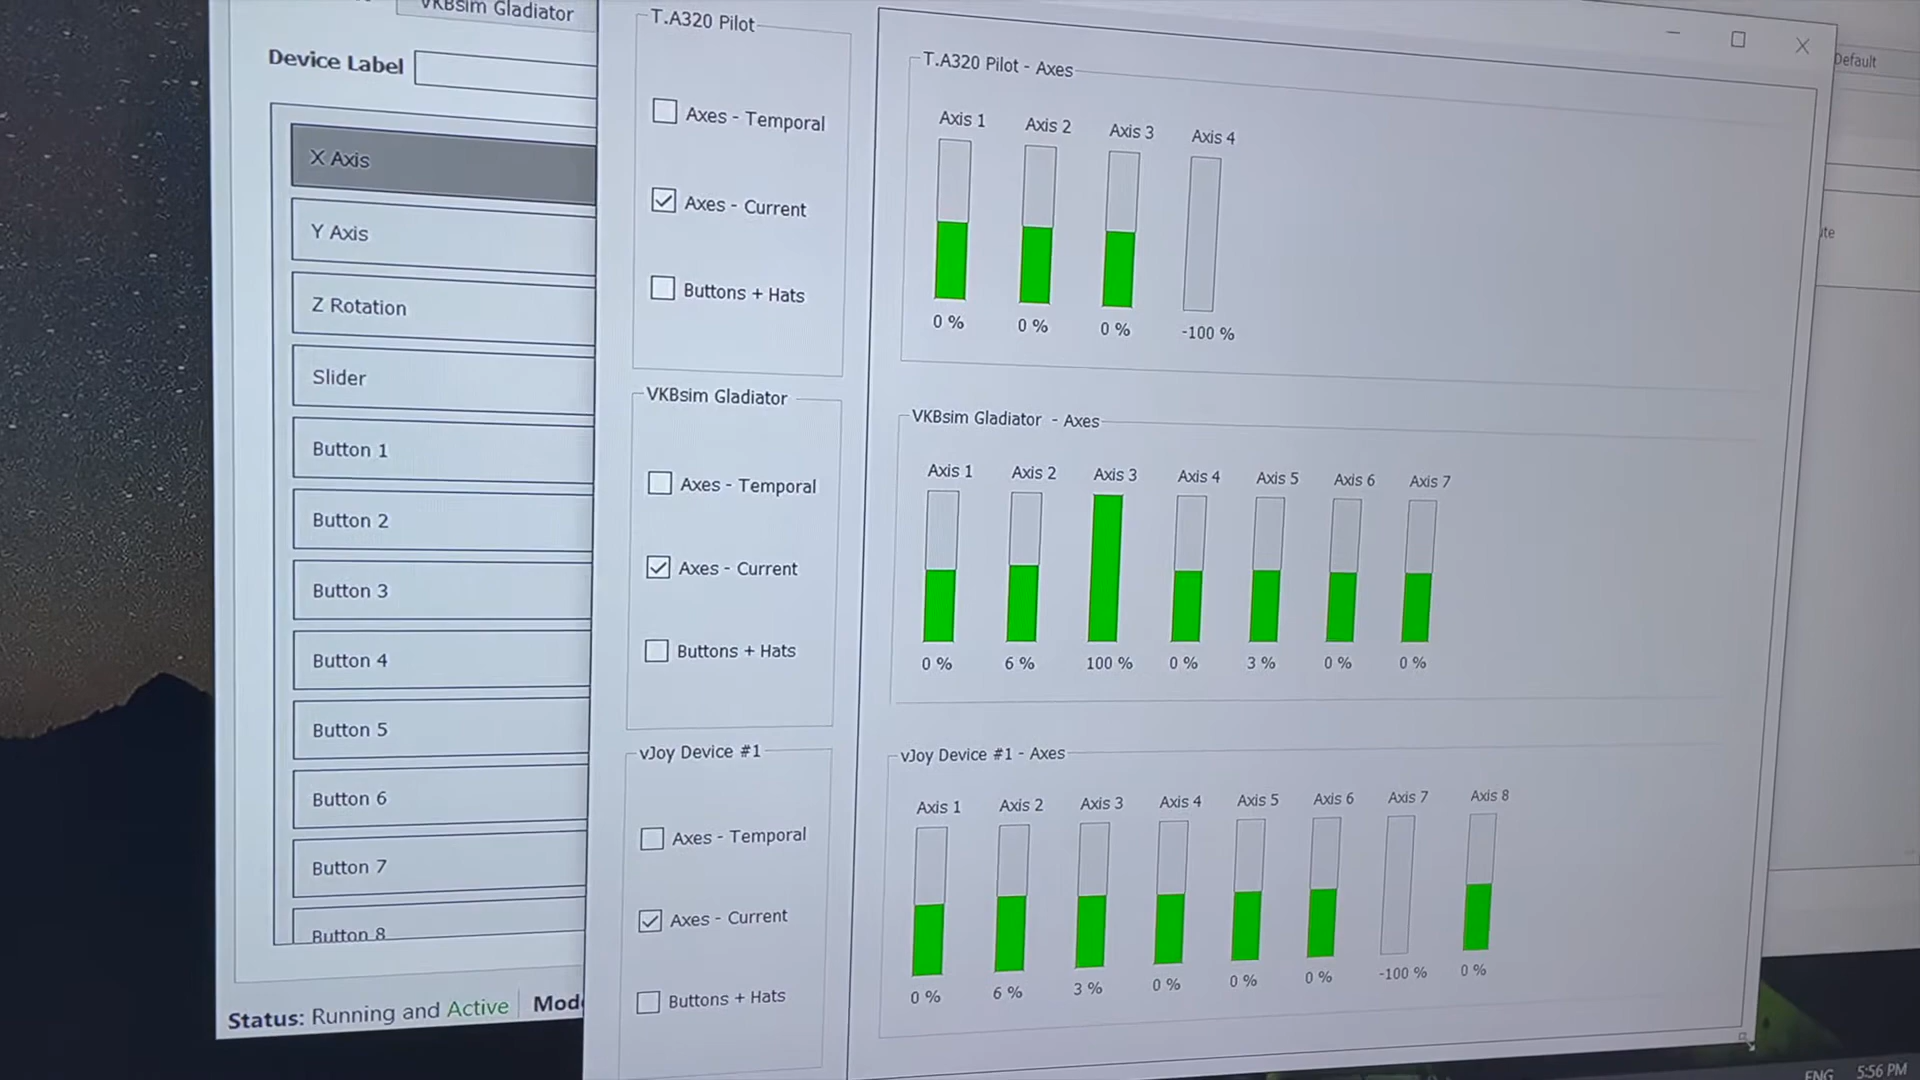 VKBsim Gladiator
Device Label
X Axis
Y Axis
Z Rotation
Slider
Button 1
Button 2
Button 3
Button 4
Button 5
Button 6
Button 7
Button 8
Status: Running and Active
T.A320 Pilot
Axes - Temporal
Axes - Current
Buttons + Hats
VKBsim Gladiator
Axes - Temporal
Axes - Current
Buttons + Hats
vJoy Device #1
Axes - Temporal
Axes - Current
Buttons + Hats
T.A320 Pilot - Axes
Axis 1 Axis 2 Axis 3 Axis 4
0 % 0 % 0 % -100 %
VKBsim Gladiator - Axes
Axis 1 Axis 2 Axis 3 Axis 4 Axis 5 Axis 6 Axis 7
0 % 6 % 100 % 0 % 3 % 0 % 0 %
vJoy Device #1 - Axes
Axis 1 Axis 2 Axis 3 Axis 4 Axis 5 Axis 6 Axis 7 Axis 8
0 % 6 % 3 % 0 % 0 % 0 % -100 % 0 %
Default
ENG 5:56 PM